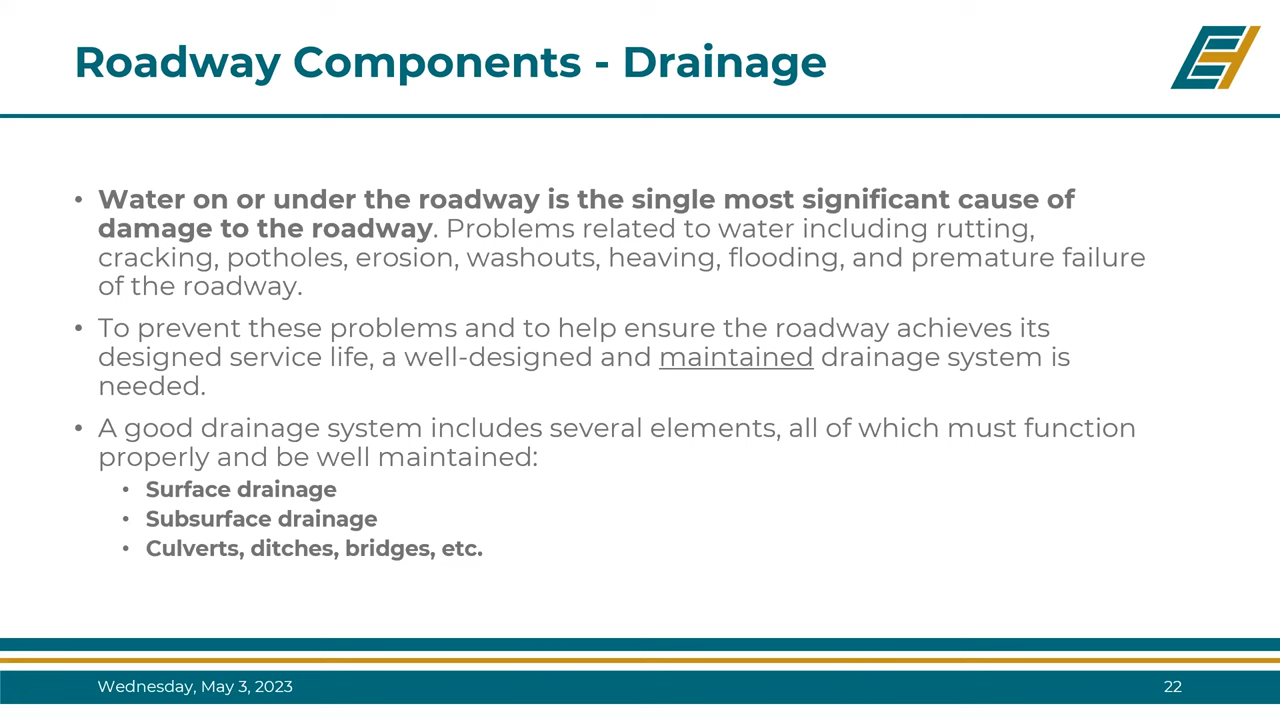 Roadway Components - Drainage
• Water on or under the roadway is the single most significant cause of
damage to the roadway. Problems related to water including rutting,
cracking, potholes, erosion, washouts, heaving, flooding, and premature failure
of the roadway.
• To prevent these problems and to help ensure the roadway achieves its
designed service life, a well-designed and maintained drainage system is
needed.
• A good drainage system includes several elements, all of which must function
properly and be well maintained:
• Surface drainage
• Subsurface drainage
• Culverts, ditches, bridges, etc.
Wednesday, May 3, 2023
22